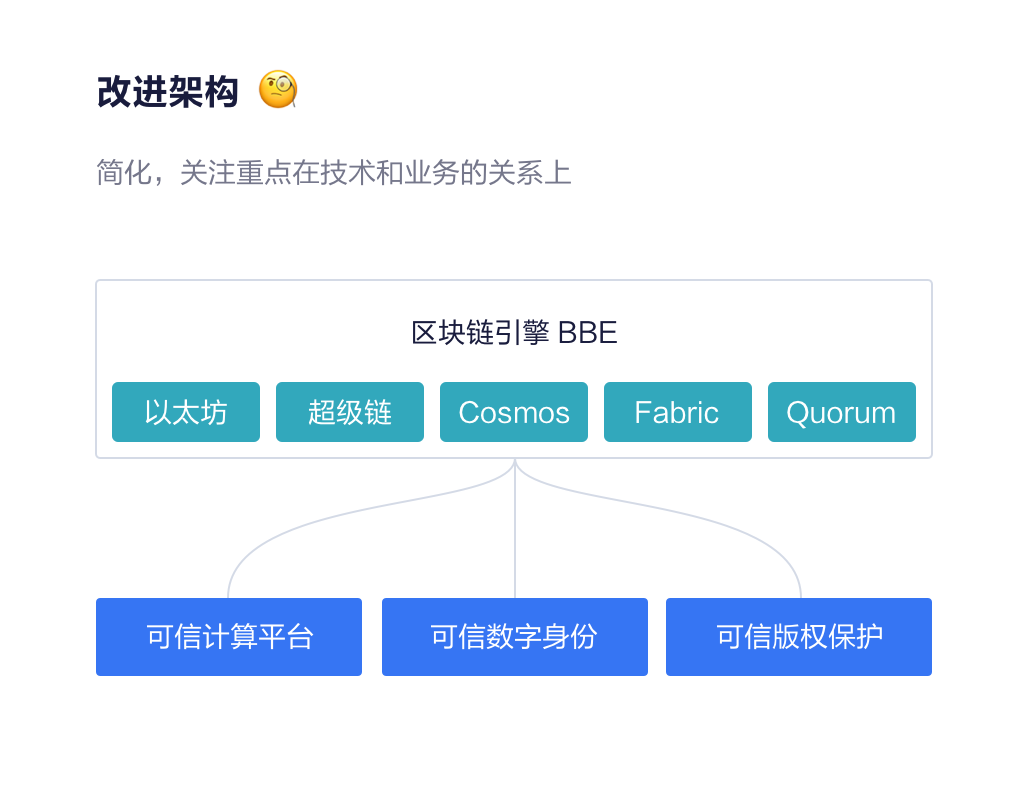 改进架构 🧐
简化，关注重点在技术和业务的关系上
区块链引擎 BBE
以太坊 超级链 Cosmos Fabric Quorum
可信计算平台 可信数字身份 可信版权保护